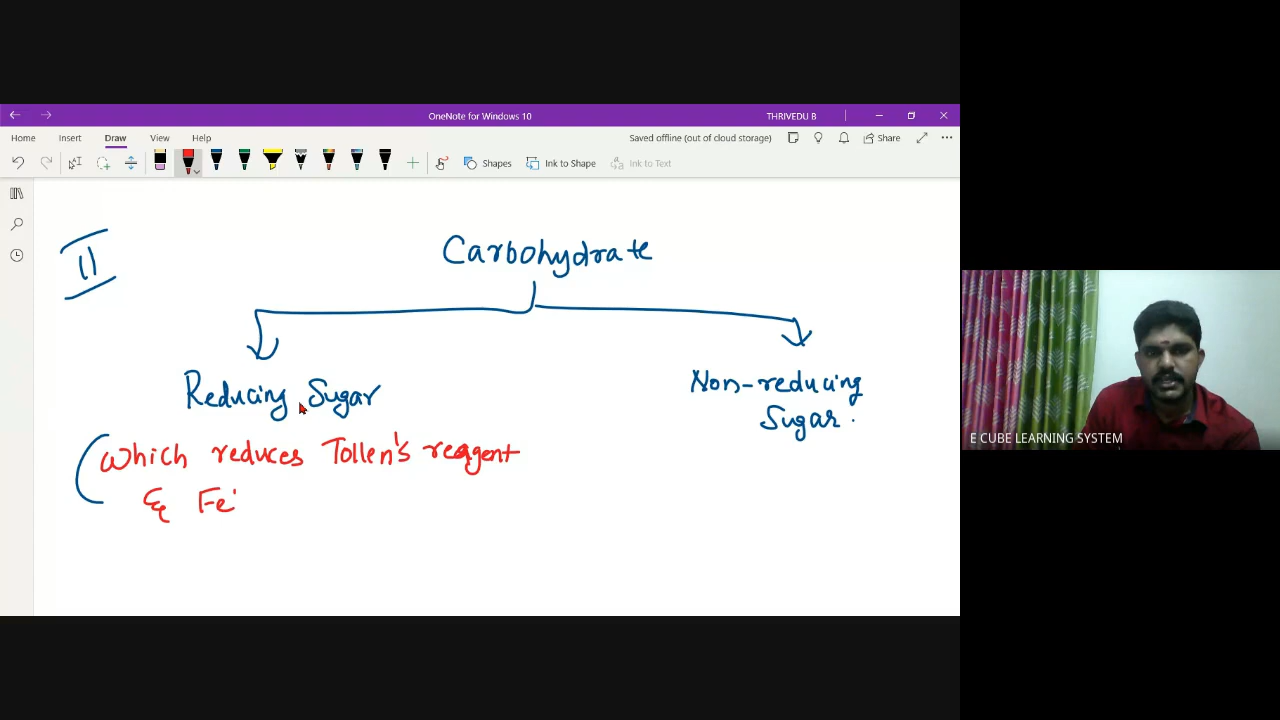 OneNote for Windows 10
THRIVEDU B
Home Insert Draw View Help
Saved offline (out of cloud storage)
Share
Shapes
Ink to Shape
Ink to Text
II
Carbohydrate
Reducing Sugar
Non-reducing
Sugar.
(Which reduces Tollen's reagent
& Fe
E CUBE LEARNING SYSTEM